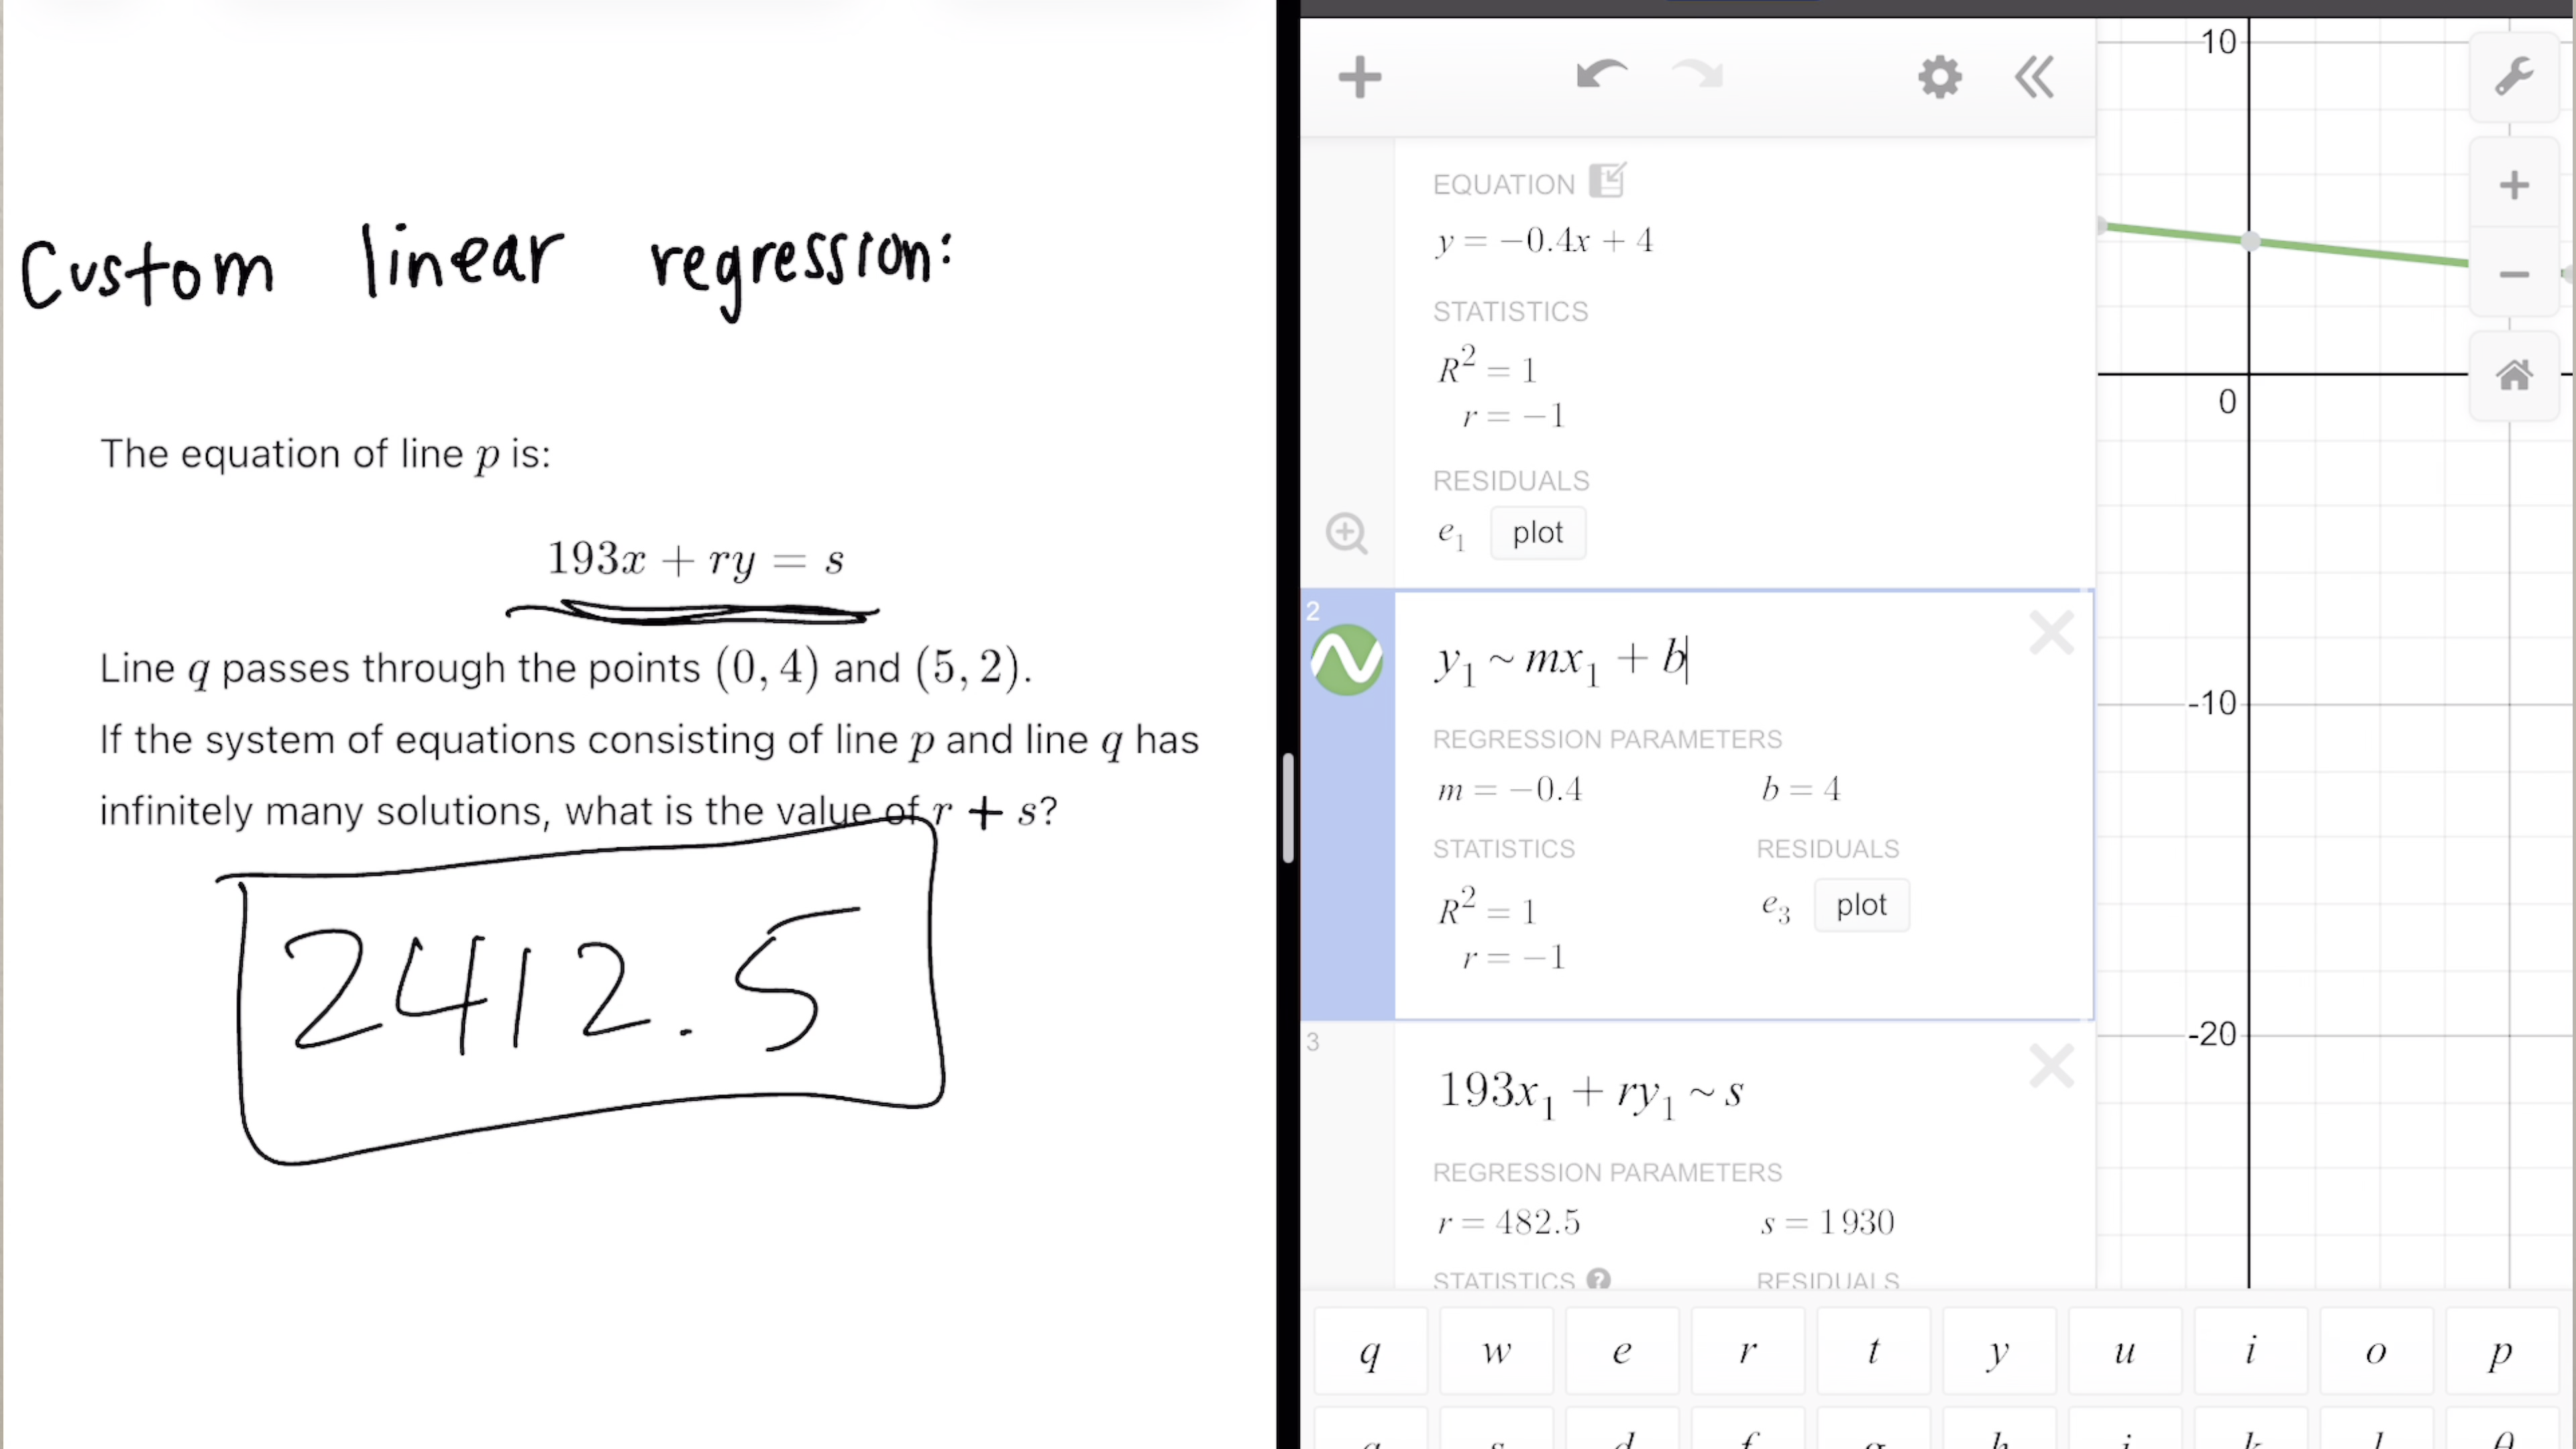 Custom linear regression:
The equation of line p is:
193x + ry = s
Line q passes through the points (0, 4) and (5, 2).
If the system of equations consisting of line p and line q has
infinitely many solutions, what is the value of r + s?
2412.5
EQUATION
y = −0.4x + 4
STATISTICS
R² = 1
r = −1
RESIDUALS
e₁ plot
2
y₁ ~ mx₁ + b
REGRESSION PARAMETERS
m = −0.4 b = 4
STATISTICS RESIDUALS
R² = 1 e₃ plot
r = −1
3
193x₁ + ry₁ ~ s
REGRESSION PARAMETERS
r = 482.5 s = 1930
STATISTICS ? RESIDUALS
10
0
-10
-20
q w e r t y u i o p
a s d f g h j k l θ